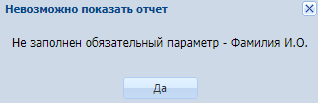 Невозможно показать отчет
Не заполнен обязательный параметр - Фамилия И.О.
Да